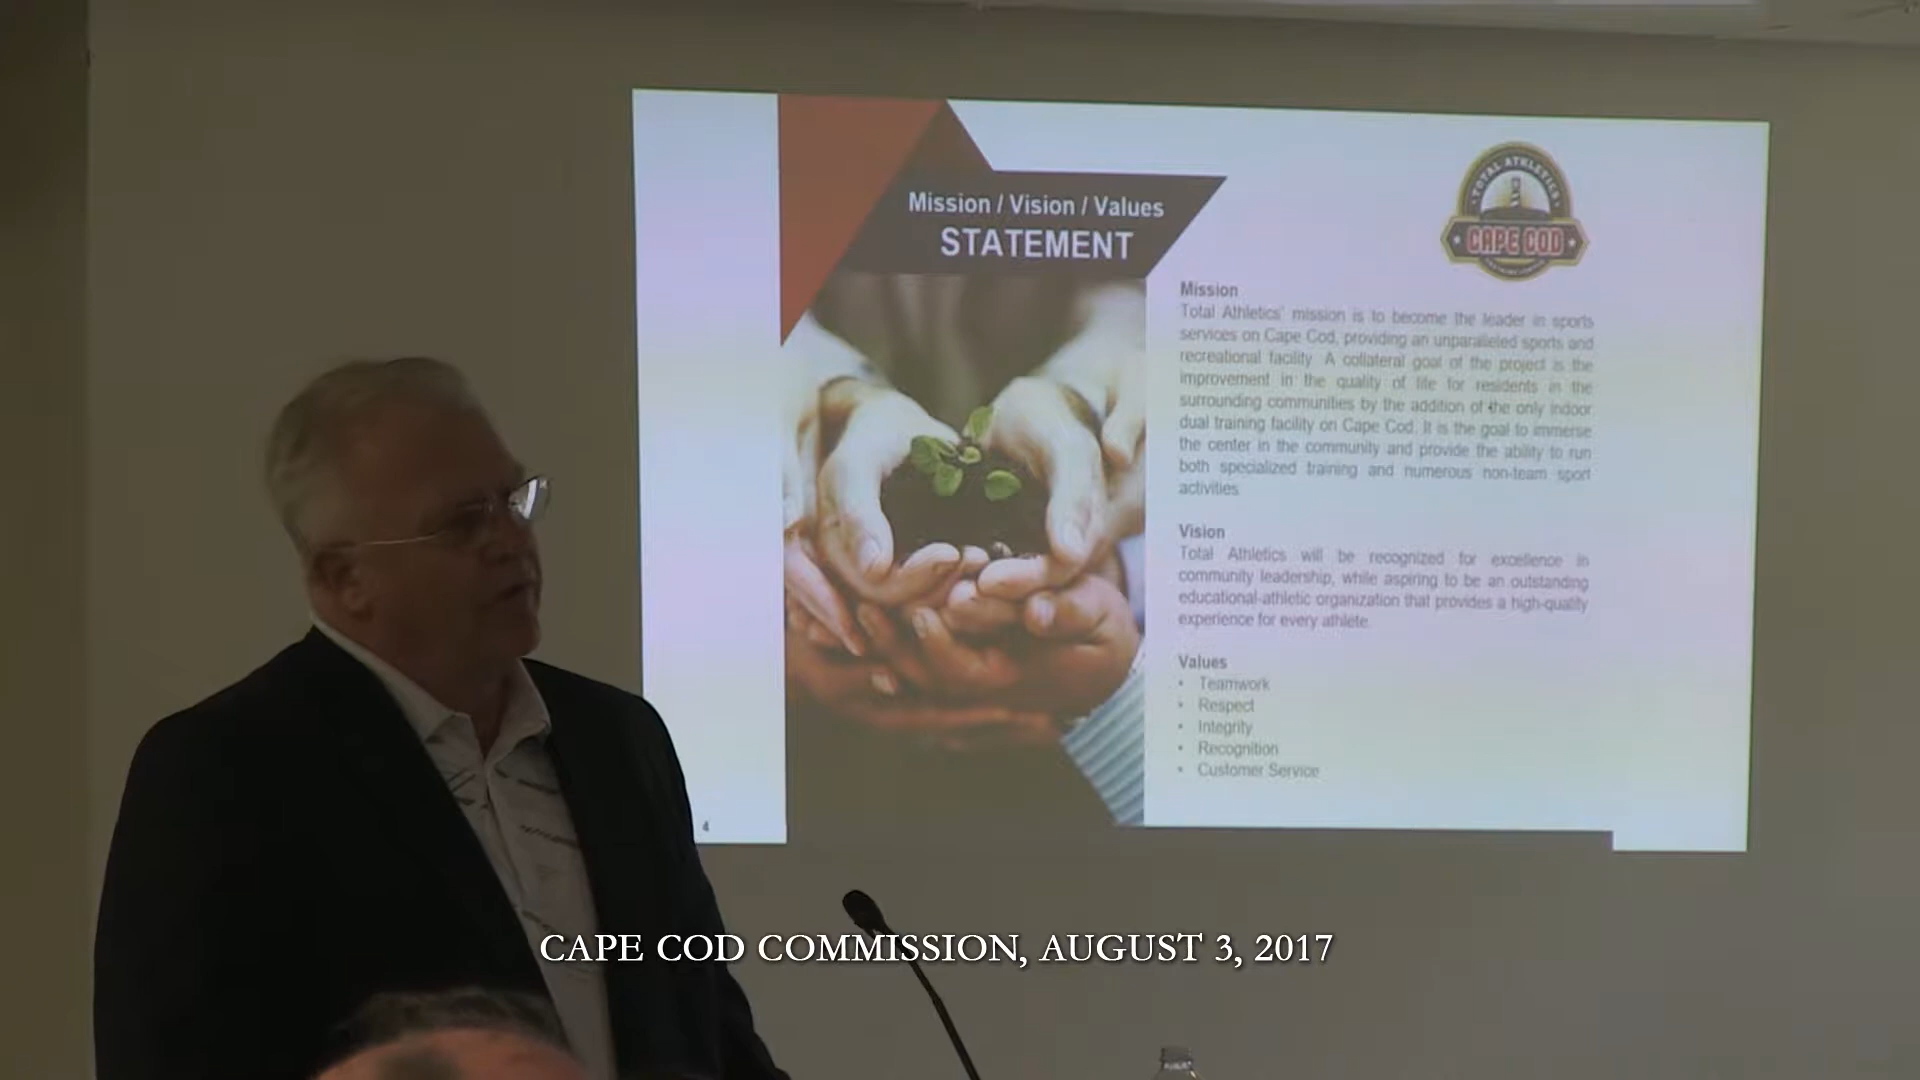 Mission / Vision / Values
STATEMENT
TOTAL ATHLETICS
CAPE COD
Mission
Total Athletics' mission is to become the leader in sports
services on Cape Cod, providing an unparalleled sports and
recreational facility. A collateral goal of the project is the
improvement in the quality of life for residents in the
surrounding communities by the addition of the only indoor
dual training facility on Cape Cod. It is the goal to immerse
the center in the community and provide the ability to run
both specialized training and numerous non-team sport
activities.
Vision
Total Athletics will be recognized for excellence in
community leadership, while aspiring to be an outstanding
educational-athletic organization that provides a high-quality
experience for every athlete.
Values
• Teamwork
• Respect
• Integrity
• Recognition
• Customer Service
4
CAPE COD COMMISSION, AUGUST 3, 2017